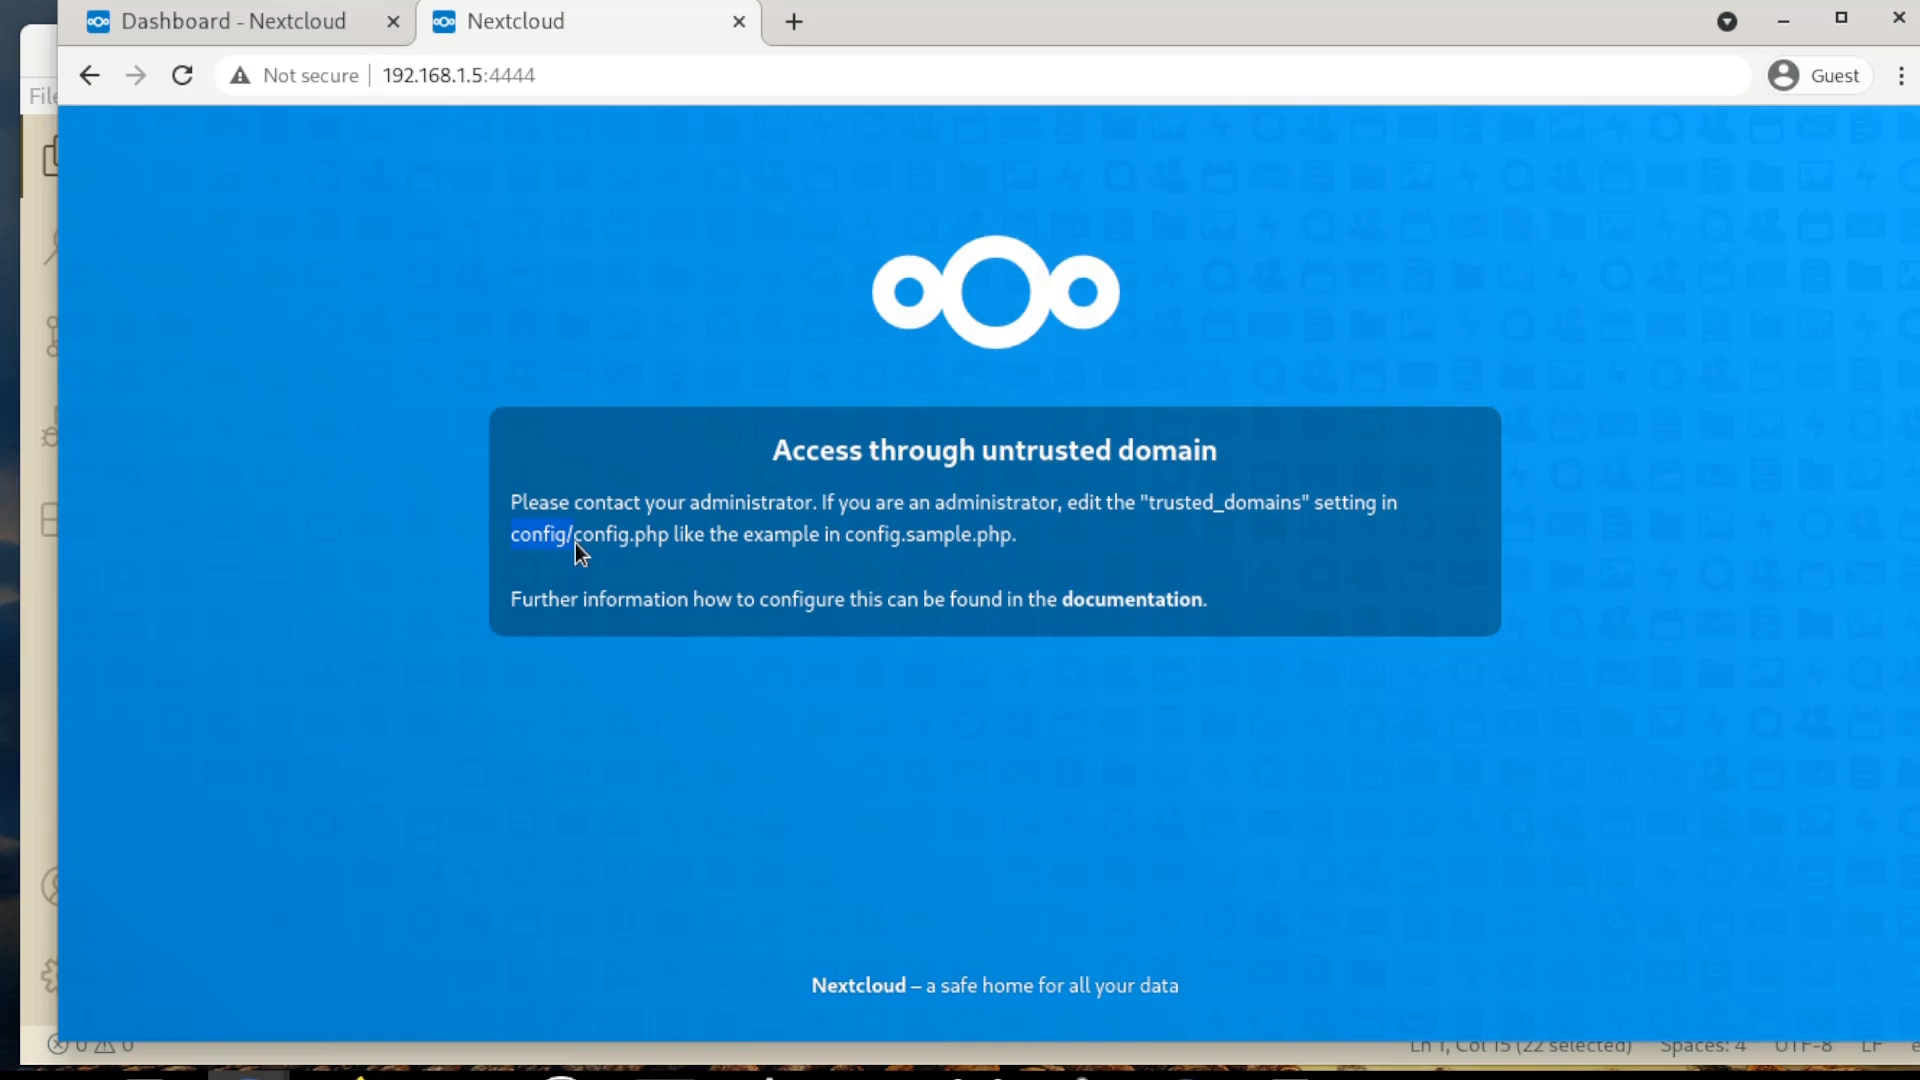 Dashboard - Nextcloud
Nextcloud
Not secure
192.168.1.5:4444
Guest
File
Access through untrusted domain
Please contact your administrator. If you are an administrator, edit the "trusted_domains" setting in
config/config.php like the example in config.sample.php.
Further information how to configure this can be found in the documentation.
Nextcloud – a safe home for all your data
0 0
Ln 1, Col 15 (22 selected)
Spaces: 4
UTF-8
LF